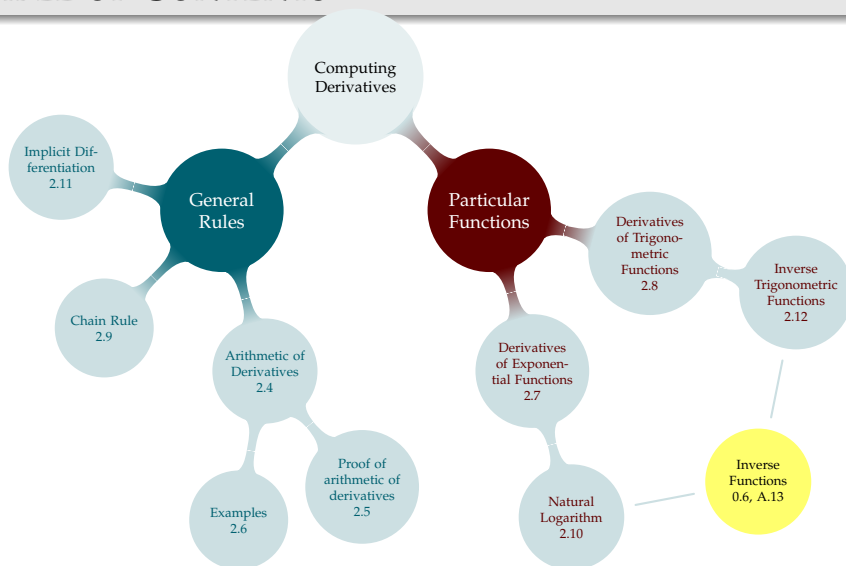 Computing
Derivatives
Implicit Dif-
ferentiation
2.11
General
Rules
Particular
Functions
Derivatives
of Trigono-
metric
Functions
2.8
Inverse
Trigonometric
Functions
2.12
Chain Rule
2.9
Arithmetic of
Derivatives
2.4
Derivatives
of Exponen-
tial Functions
2.7
Proof of
arithmetic of
derivatives
2.5
Inverse
Functions
0.6, A.13
Examples
2.6
Natural
Logarithm
2.10